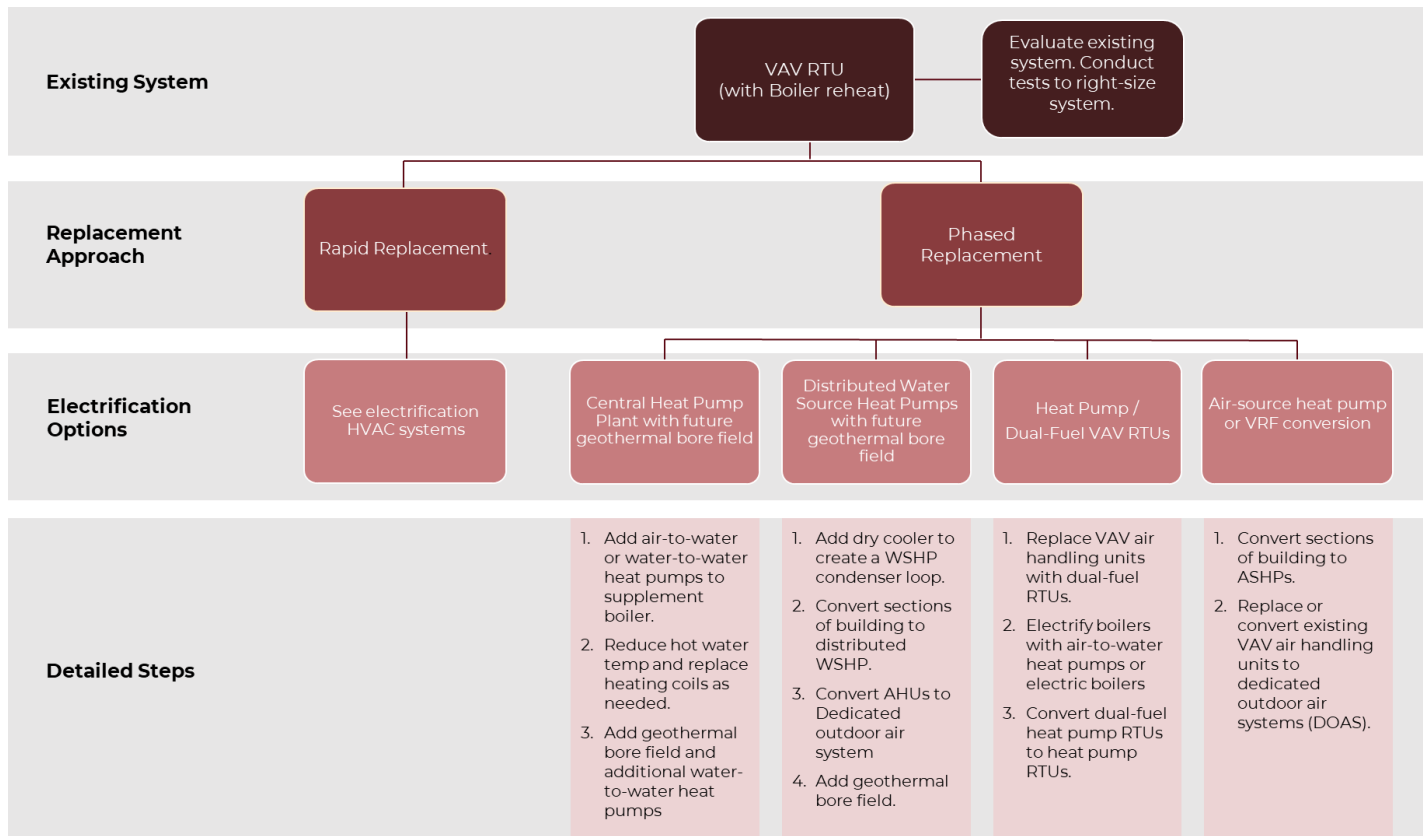 Existing System
VAV RTU
(with Boiler reheat)
Evaluate existing
system. Conduct
tests to right-size
system.
Replacement
Approach
Rapid Replacement.
Phased
Replacement
Electrification
Options
See electrification
HVAC systems
Central Heat Pump
Plant with future
geothermal bore field
Distributed Water
Source Heat Pumps
with future
geothermal bore
field
Heat Pump /
Dual-Fuel VAV RTUs
Air-source heat pump
or VRF conversion
Detailed Steps
1. Add air-to-water
or water-to-water
heat pumps to
supplement
boiler.
2. Reduce hot water
temp and replace
heating coils as
needed.
3. Add geothermal
bore field and
additional water-
to-water heat
pumps
1. Add dry cooler to
create a WSHP
condenser loop.
2. Convert sections
of building to
distributed
WSHP.
3. Convert AHUs to
Dedicated
outdoor air
system
4. Add geothermal
bore field.
1. Replace VAV air
handling units
with dual-fuel
RTUs.
2. Electrify boilers
with air-to-water
heat pumps or
electric boilers
3. Convert dual-fuel
heat pump RTUs
to heat pump
RTUs.
1. Convert sections
of building to
ASHPs.
2. Replace or
convert existing
VAV air handling
units to
dedicated
outdoor air
systems (DOAS).